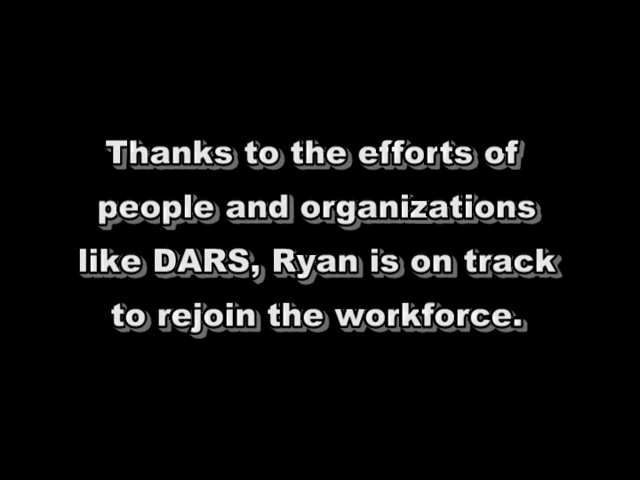 Thanks to the efforts of
people and organizations
like DARS, Ryan is on track
to rejoin the workforce.